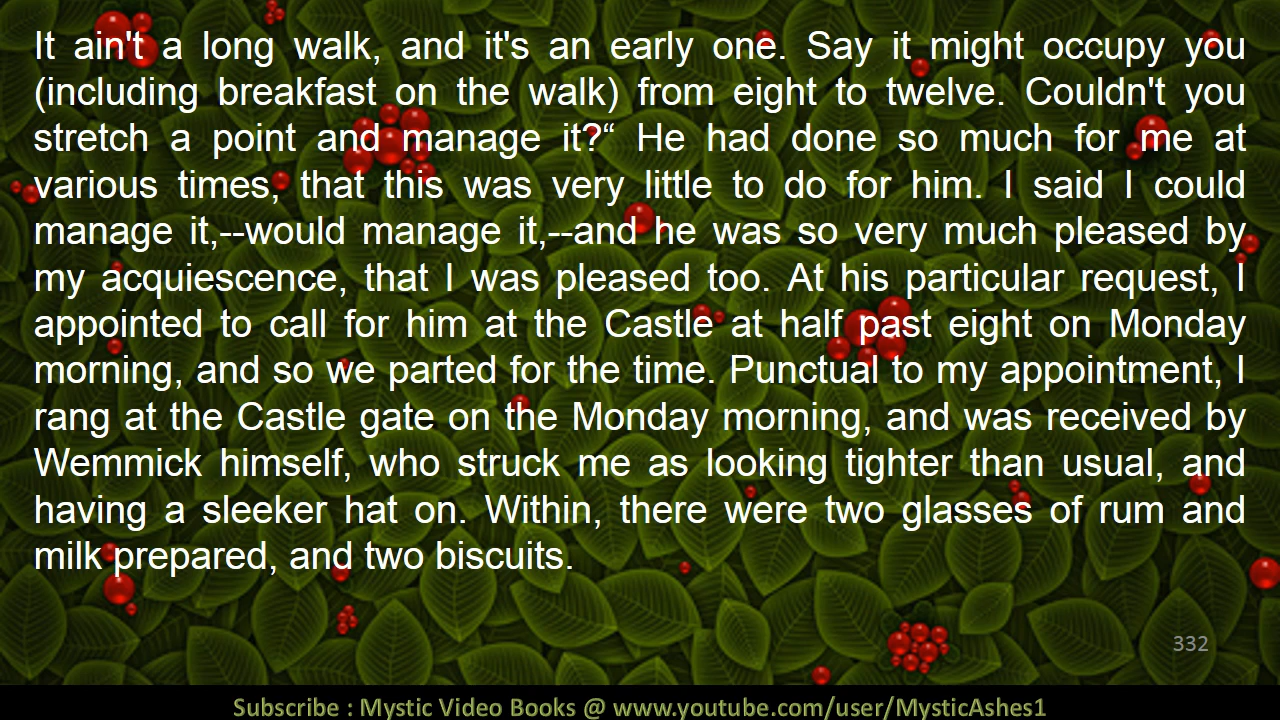 It ain't a long walk, and it's an early one. Say it might occupy you
(including breakfast on the walk) from eight to twelve. Couldn't you
stretch a point and manage it?“ He had done so much for me at
various times, that this was very little to do for him. I said I could
manage it,--would manage it,--and he was so very much pleased by
my acquiescence, that I was pleased too. At his particular request, I
appointed to call for him at the Castle at half past eight on Monday
morning, and so we parted for the time. Punctual to my appointment, I
rang at the Castle gate on the Monday morning, and was received by
Wemmick himself, who struck me as looking tighter than usual, and
having a sleeker hat on. Within, there were two glasses of rum and
milk prepared, and two biscuits.
332
Subscribe : Mystic Video Books @ www.youtube.com/user/MysticAshes1